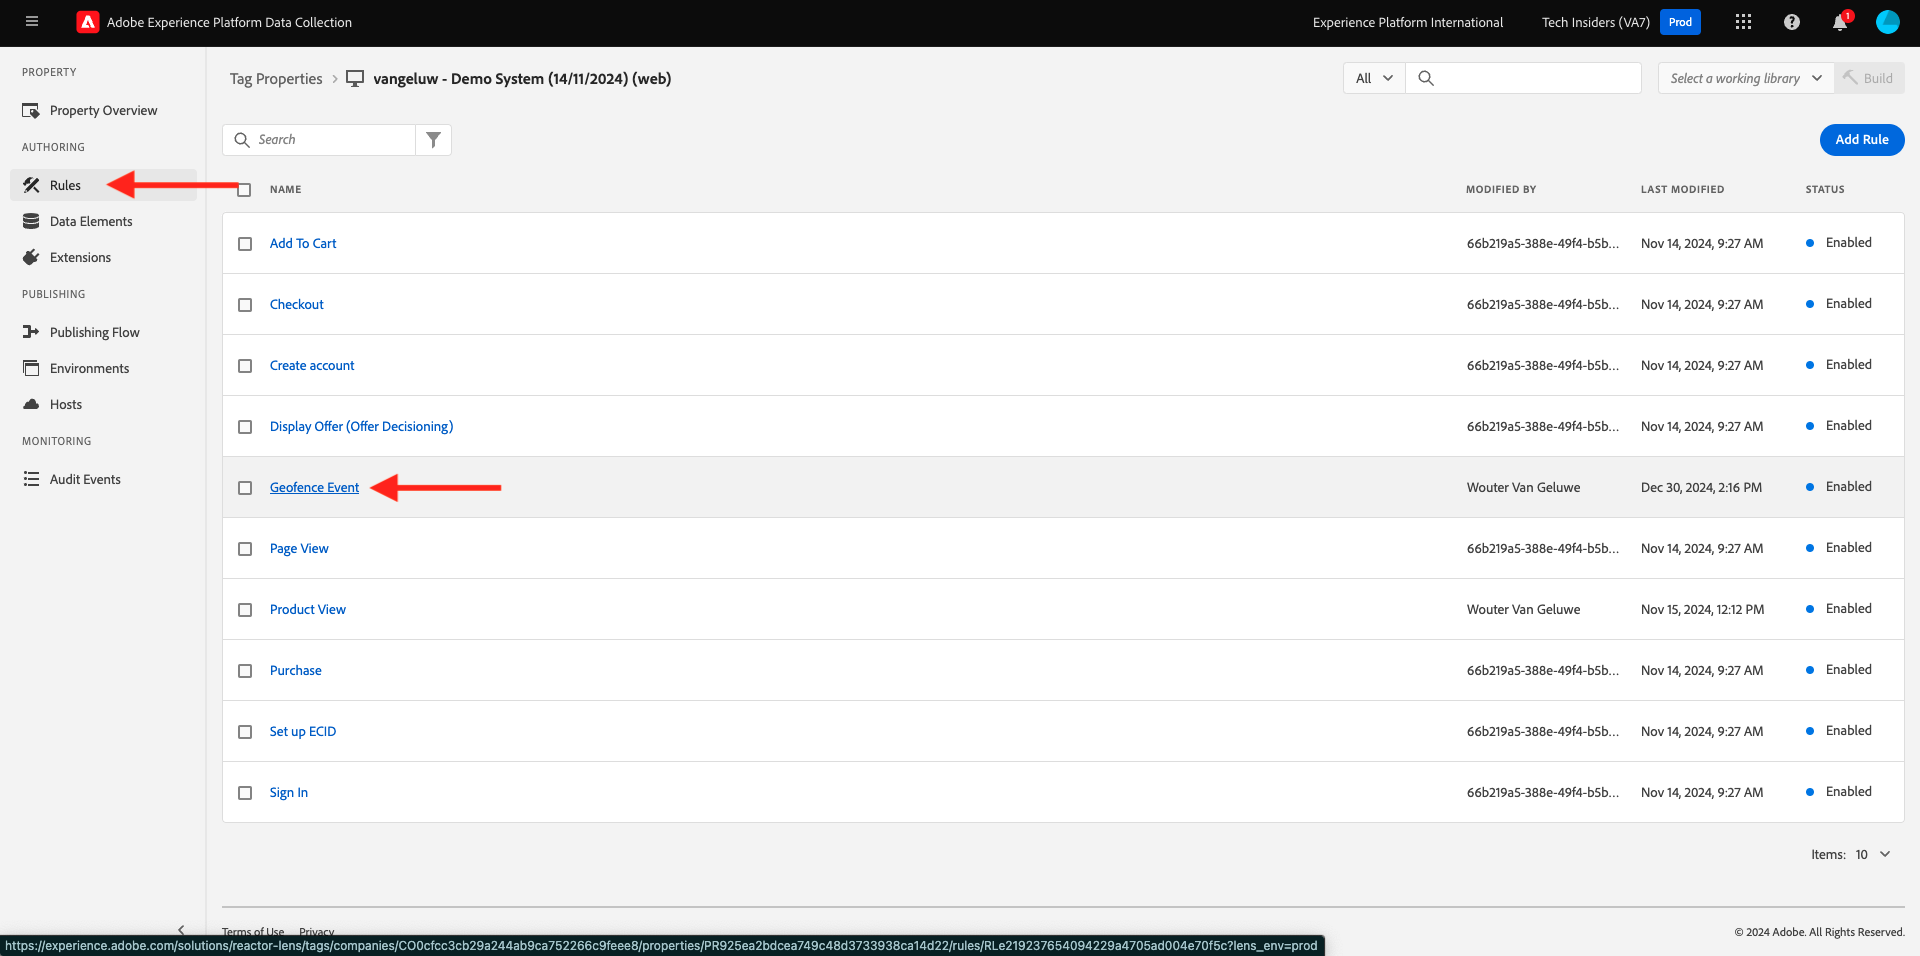 Adobe Experience Platform Data Collection
Experience Platform International
Tech Insiders (VA7)
Prod
1
PROPERTY
Property Overview
AUTHORING
Rules
Data Elements
Extensions
PUBLISHING
Publishing Flow
Environments
Hosts
MONITORING
Audit Events
Tag Properties
vangeluw - Demo System (14/11/2024) (web)
All
Select a working library
Build
Search
Add Rule
NAME MODIFIED BY LAST MODIFIED STATUS
Add To Cart 66b219a5-388e-49f4-b5b... Nov 14, 2024, 9:27 AM Enabled
Checkout 66b219a5-388e-49f4-b5b... Nov 14, 2024, 9:27 AM Enabled
Create account 66b219a5-388e-49f4-b5b... Nov 14, 2024, 9:27 AM Enabled
Display Offer (Offer Decisioning) 66b219a5-388e-49f4-b5b... Nov 14, 2024, 9:27 AM Enabled
Geofence Event Wouter Van Geluwe Dec 30, 2024, 2:16 PM Enabled
Page View 66b219a5-388e-49f4-b5b... Nov 14, 2024, 9:27 AM Enabled
Product View Wouter Van Geluwe Nov 15, 2024, 12:12 PM Enabled
Purchase 66b219a5-388e-49f4-b5b... Nov 14, 2024, 9:27 AM Enabled
Set up ECID 66b219a5-388e-49f4-b5b... Nov 14, 2024, 9:27 AM Enabled
Sign In 66b219a5-388e-49f4-b5b... Nov 14, 2024, 9:27 AM Enabled
Items: 10
Terms of Use Privacy
© 2024 Adobe. All Rights Reserved.
https://experience.adobe.com/solutions/reactor-lens/tags/companies/CO0cfcc3cb29a244ab9ca752266c9feee8/properties/PR925ea2bdcea749c48d3733938ca14d22/rules/RLe219237654094229a4705ad004e70f5c?lens_env=prod